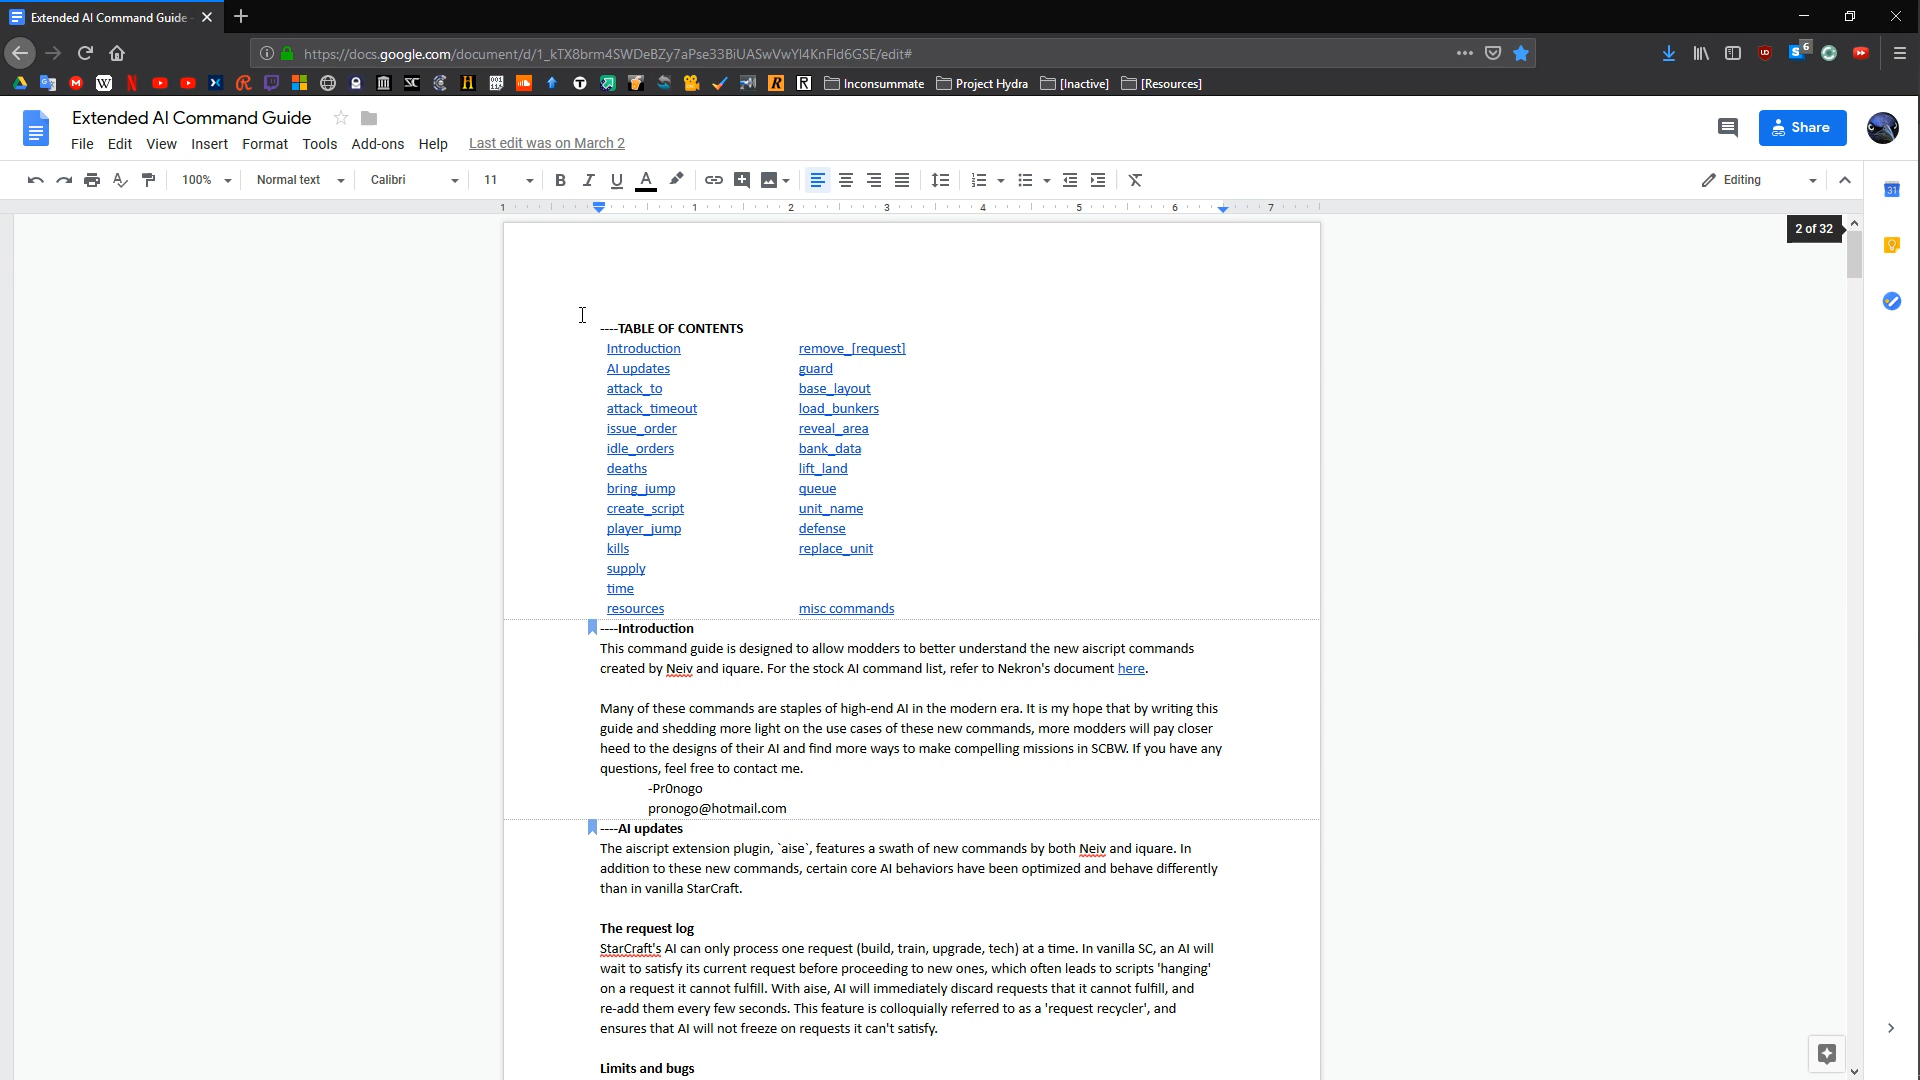 Extended AI Command Guide
https://docs.google.com/document/d/1_kTX8brm4SWDeBZy7aPse33BiUASwVwYl4KnFld6GSE/edit#
6
Inconsummate
Project Hydra
[Inactive]
[Resources]
Extended AI Command Guide
File Edit View Insert Format Tools Add-ons Help Last edit was on March 2
Share
100% Normal text Calibri 11 B I U A Editing
1 1 2 3 4 5 6 7
2 of 32
31
----TABLE OF CONTENTS
Introduction remove_[request]
AI updates guard
attack_to base_layout
attack_timeout load_bunkers
issue_order reveal_area
idle_orders bank_data
deaths lift_land
bring_jump queue
create_script unit_name
player_jump defense
kills replace_unit
supply
time
resources misc commands
----Introduction
This command guide is designed to allow modders to better understand the new aiscript commands
created by Neiv and iquare. For the stock AI command list, refer to Nekron's document here.
Many of these commands are staples of high-end AI in the modern era. It is my hope that by writing this
guide and shedding more light on the use cases of these new commands, more modders will pay closer
heed to the designs of their AI and find more ways to make compelling missions in SCBW. If you have any
questions, feel free to contact me.
-Pr0nogo
pronogo@hotmail.com
----AI updates
The aiscript extension plugin, `aise`, features a swath of new commands by both Neiv and iquare. In
addition to these new commands, certain core AI behaviors have been optimized and behave differently
than in vanilla StarCraft.
The request log
StarCraft's AI can only process one request (build, train, upgrade, tech) at a time. In vanilla SC, an AI will
wait to satisfy its current request before proceeding to new ones, which often leads to scripts 'hanging'
on a request it cannot fulfill. With aise, AI will immediately discard requests that it cannot fulfill, and
re-add them every few seconds. This feature is colloquially referred to as a 'request recycler', and
ensures that AI will not freeze on requests it can't satisfy.
Limits and bugs